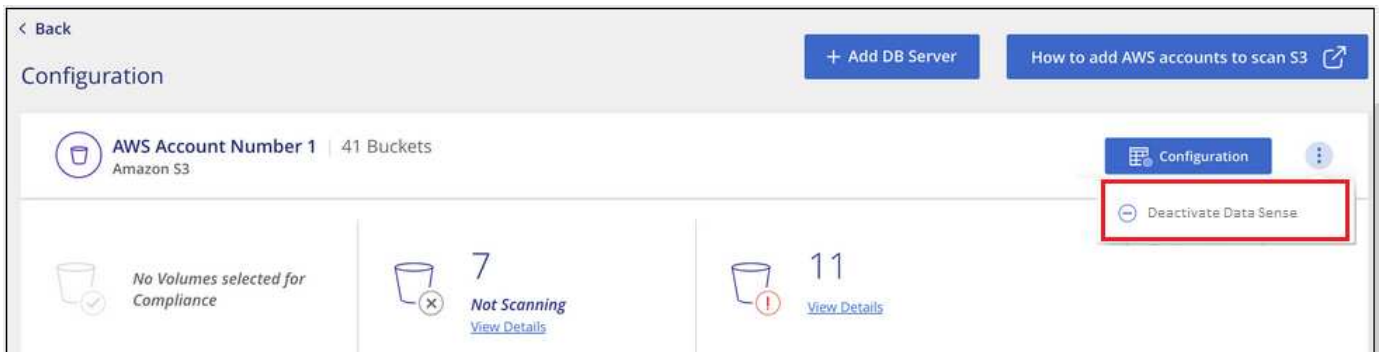 < Back
+ Add DB Server
How to add AWS accounts to scan S3
Configuration
AWS Account Number 1 | 41 Buckets
Amazon S3
Configuration
Deactivate Data Sense
No Volumes selected for
Compliance
7
Not Scanning
View Details
11
View Details